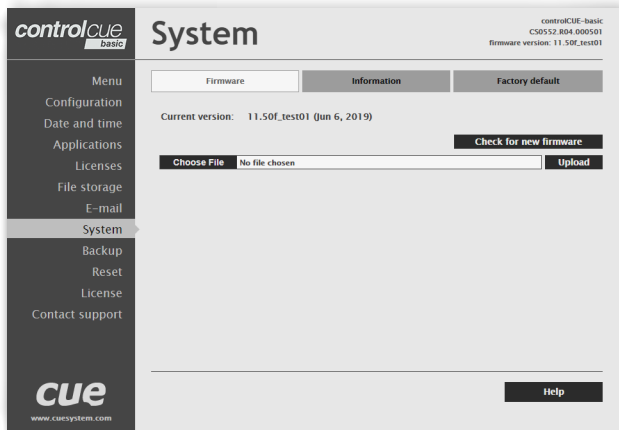 controlcue
basic
System
controlCUE-basic
CS0552.R04.000501
firmware version: 11.50f_test01
Menu
Configuration
Date and time
Applications
Licenses
File storage
E-mail
System
Backup
Reset
License
Contact support
Firmware
Information
Factory default
Current version: 11.50f_test01 (Jun 6, 2019)
Check for new firmware
Choose File No file chosen
Upload
cue
www.cuesystem.com
Help